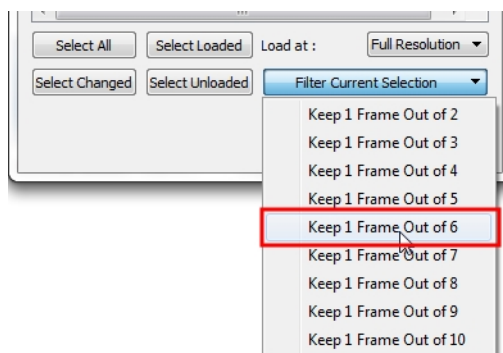 Select All Select Loaded Load at : Full Resolution
Select Changed Select Unloaded Filter Current Selection
Keep 1 Frame Out of 2
Keep 1 Frame Out of 3
Keep 1 Frame Out of 4
Keep 1 Frame Out of 5
Keep 1 Frame Out of 6
Keep 1 Frame Out of 7
Keep 1 Frame Out of 8
Keep 1 Frame Out of 9
Keep 1 Frame Out of 10